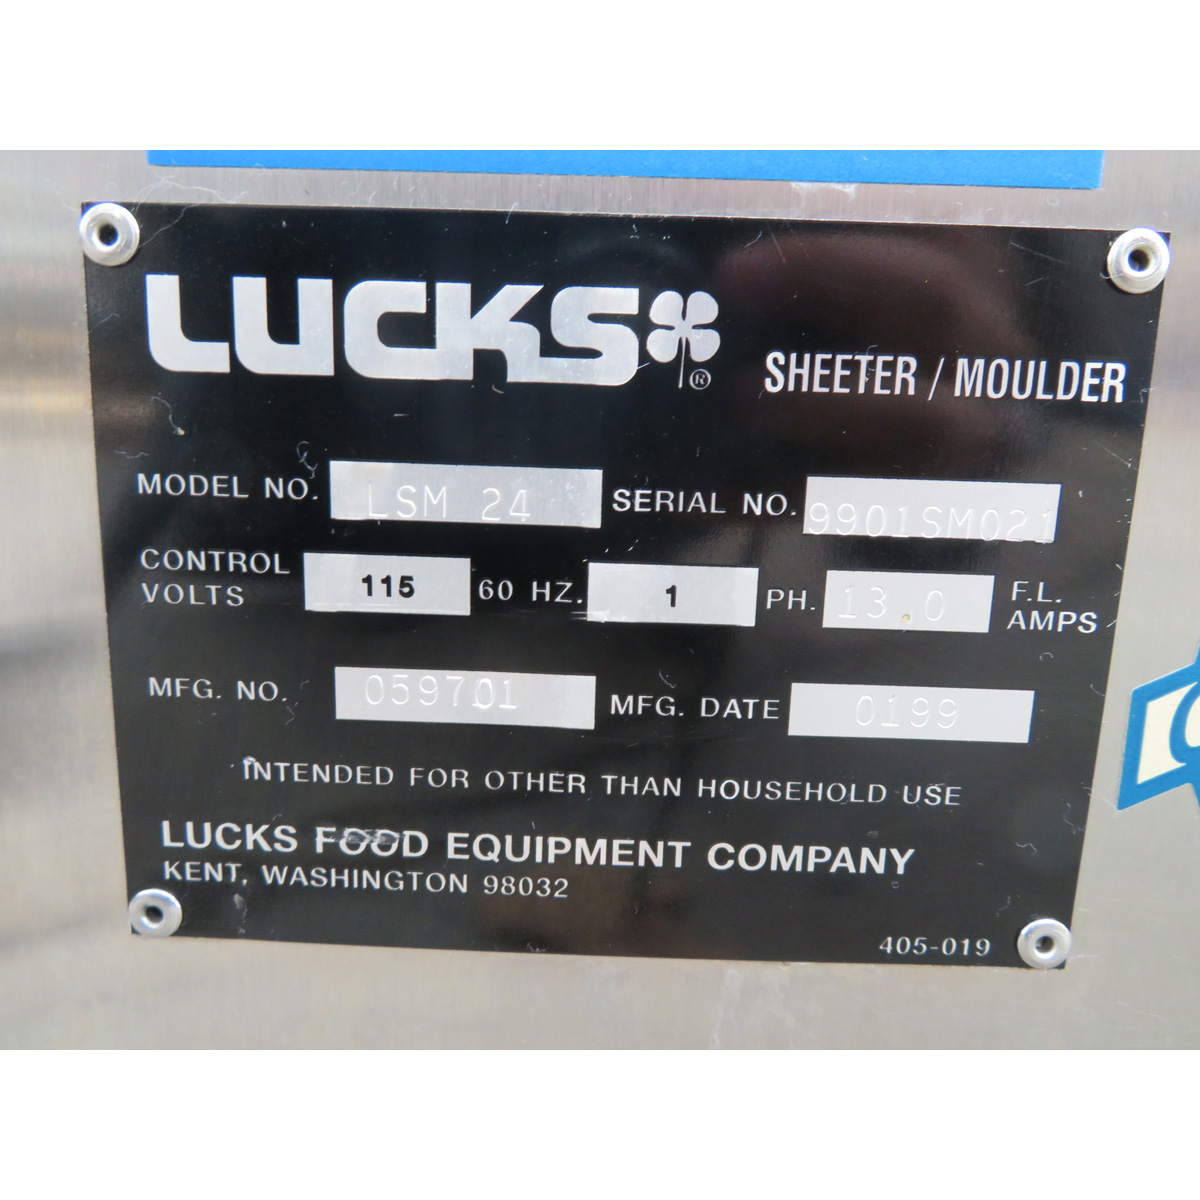 LUCKS ®
SHEETER / MOULDER
MODEL NO. LSM 24 SERIAL NO. 9901SM021
CONTROL VOLTS 115 60 HZ. 1 PH. 13.0 F.L. AMPS
MFG. NO. 059701 MFG. DATE 0199
INTENDED FOR OTHER THAN HOUSEHOLD USE
LUCKS FOOD EQUIPMENT COMPANY
KENT, WASHINGTON 98032
405-019